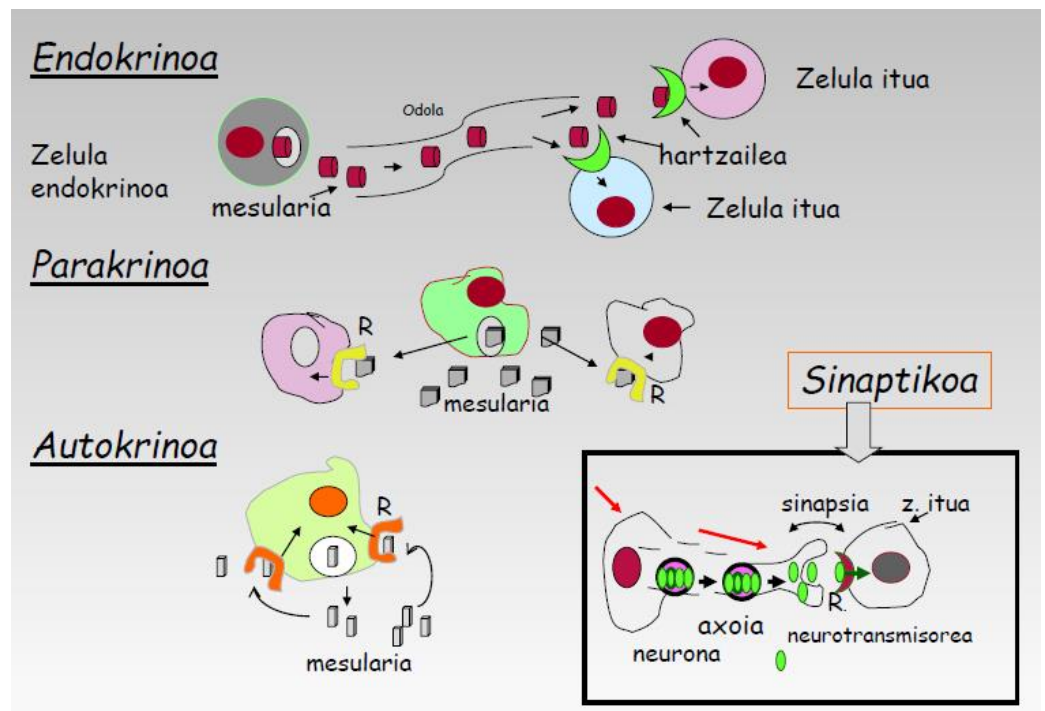 Endokrinoa
Odola
Zelula itua
Zelula
endokrinoa
mesularia
hartzailea
Zelula itua
Parakrinoa
R
mesularia
R
Sinaptikoa
Autokrinoa
R
mesularia
sinapsia
z. itua
R.
axoia
neurona
neurotransmisorea